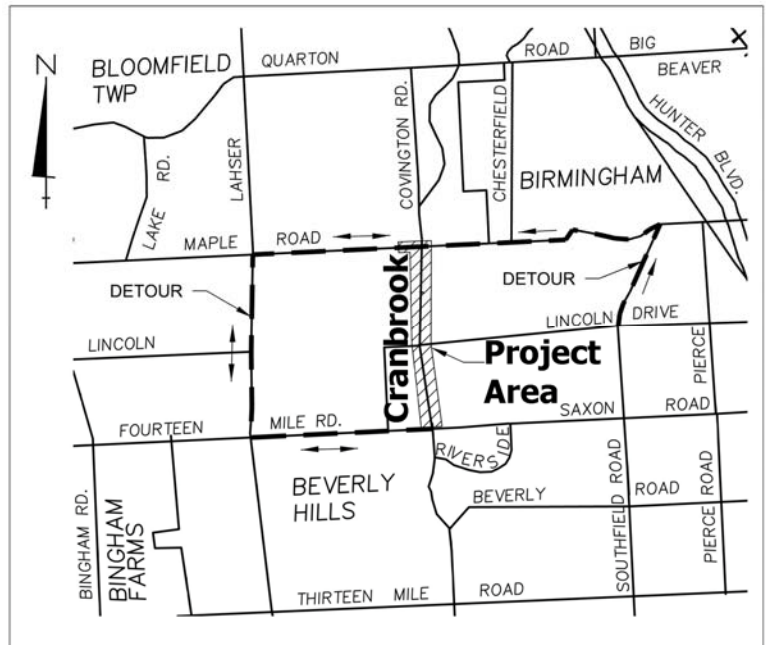 N
BLOOMFIELD
TWP
QUARTON
ROAD
BIG
BEAVER
HUNTER
BLVD.
LAKE RD.
LAHSER
COVINGTON RD.
CHESTERFIELD
BIRMINGHAM
MAPLE ROAD
DETOUR
DETOUR
LINCOLN
Cranbrook
Project
Area
LINCOLN DRIVE
PIERCE
FOURTEEN MILE RD.
SAXON ROAD
RIVERSIDE
BEVERLY
HILLS
BEVERLY ROAD
SOUTHFIELD ROAD
PIERCE ROAD
BINGHAM RD.
BINGHAM
FARMS
THIRTEEN MILE ROAD